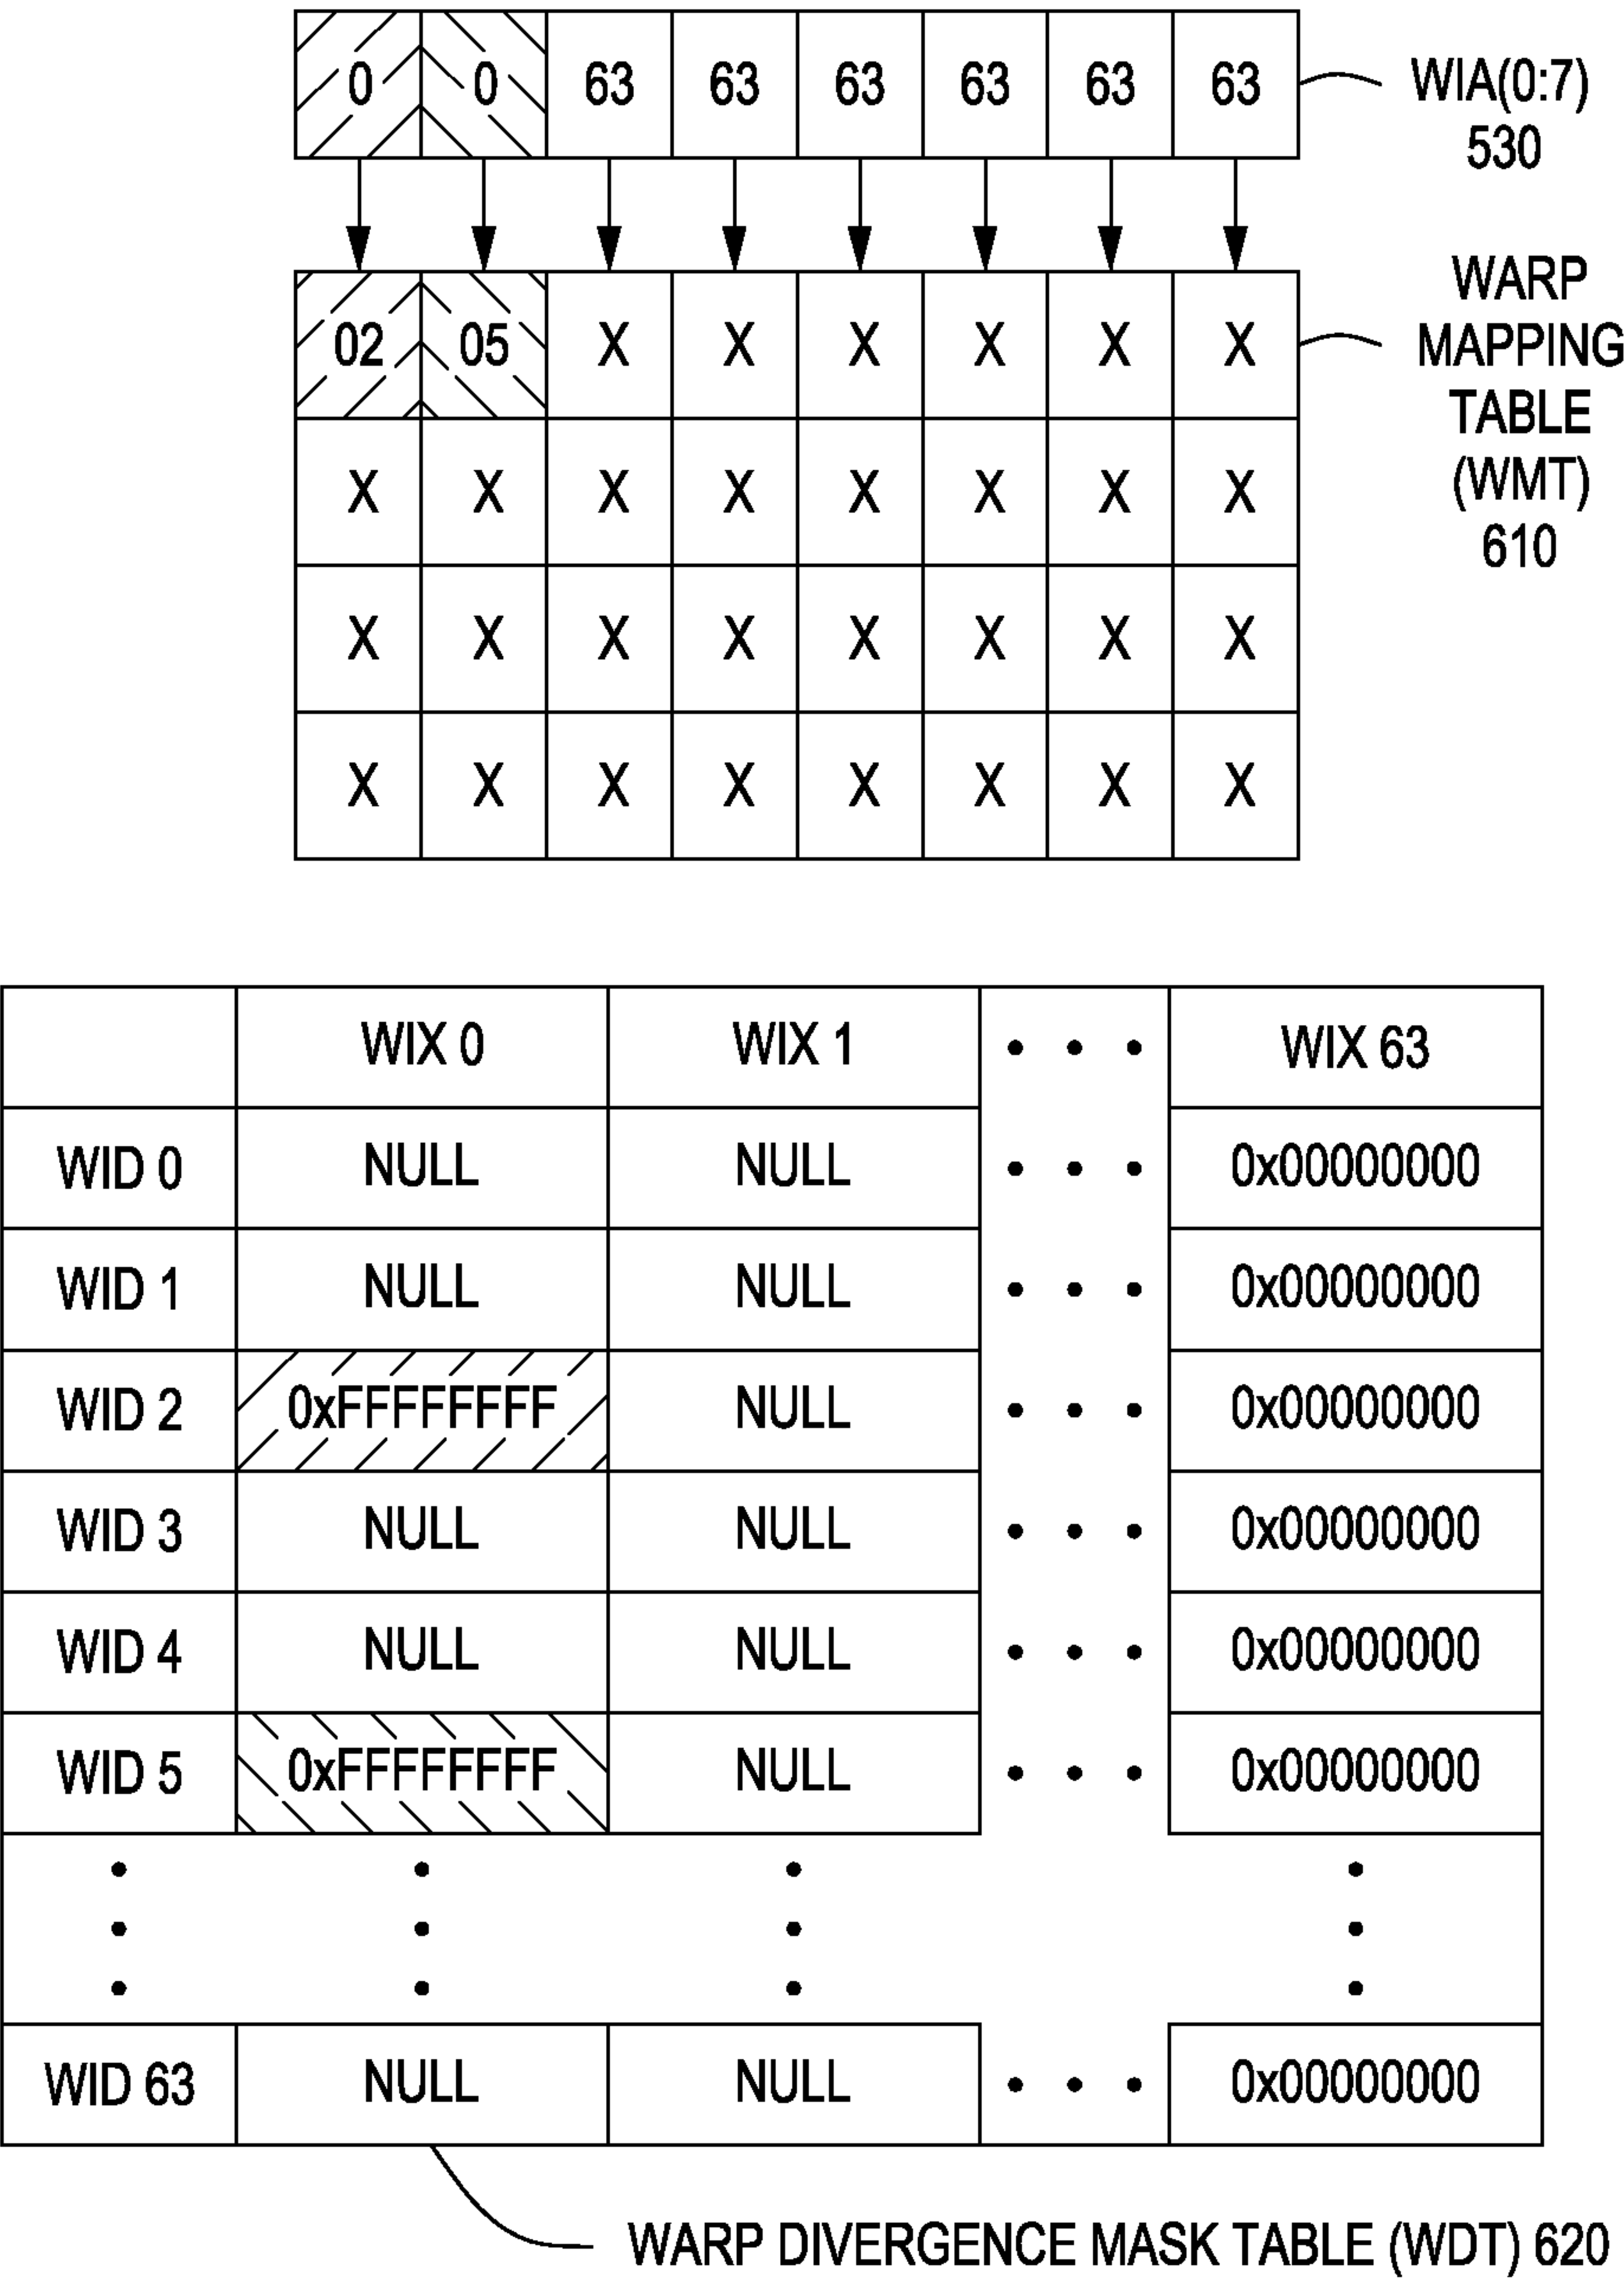 0 0 63 63 63 63 63 63
WIA(0:7)
530
02 05 X X X X X X
X X X X X X X X
X X X X X X X X
X X X X X X X X
WARP
MAPPING
TABLE
(WMT)
610
WIX 0 WIX 1 • • • WIX 63
WID 0 NULL NULL • • • 0x00000000
WID 1 NULL NULL • • • 0x00000000
WID 2 0xFFFFFFFF NULL • • • 0x00000000
WID 3 NULL NULL • • • 0x00000000
WID 4 NULL NULL • • • 0x00000000
WID 5 0xFFFFFFFF NULL • • • 0x00000000
WID 63 NULL NULL • • • 0x00000000
WARP DIVERGENCE MASK TABLE (WDT) 620